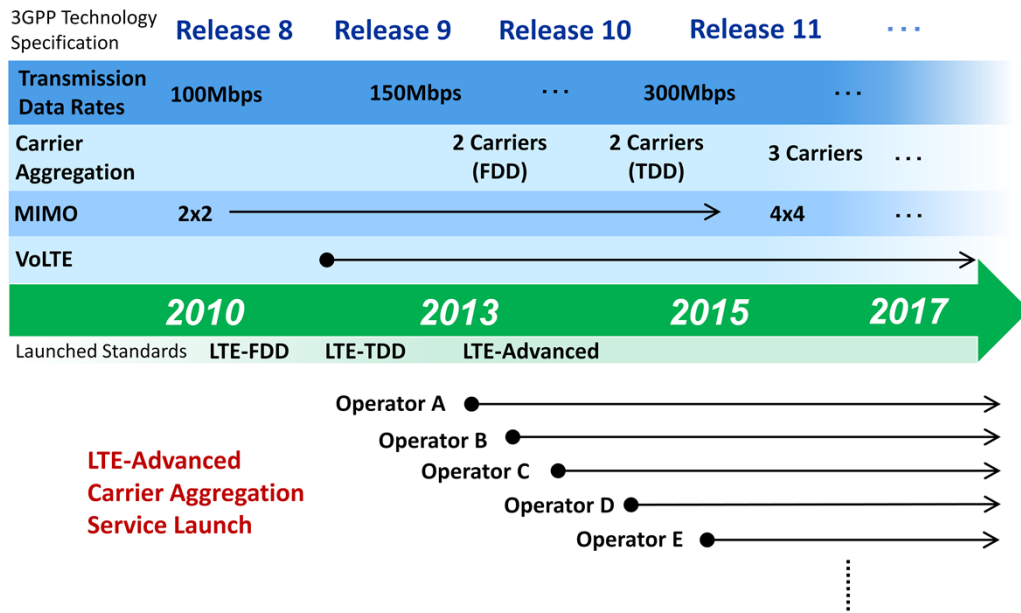 3GPP Technology
Specification
Release 8 Release 9 Release 10 Release 11 ...
Transmission
Data Rates
100Mbps 150Mbps ... 300Mbps ...
Carrier
Aggregation
2 Carriers
(FDD)
2 Carriers
(TDD)
3 Carriers ...
MIMO 2x2 4x4 ...
VoLTE
2010 2013 2015 2017
Launched Standards LTE-FDD LTE-TDD LTE-Advanced
Operator A
Operator B
Operator C
Operator D
Operator E
LTE-Advanced
Carrier Aggregation
Service Launch